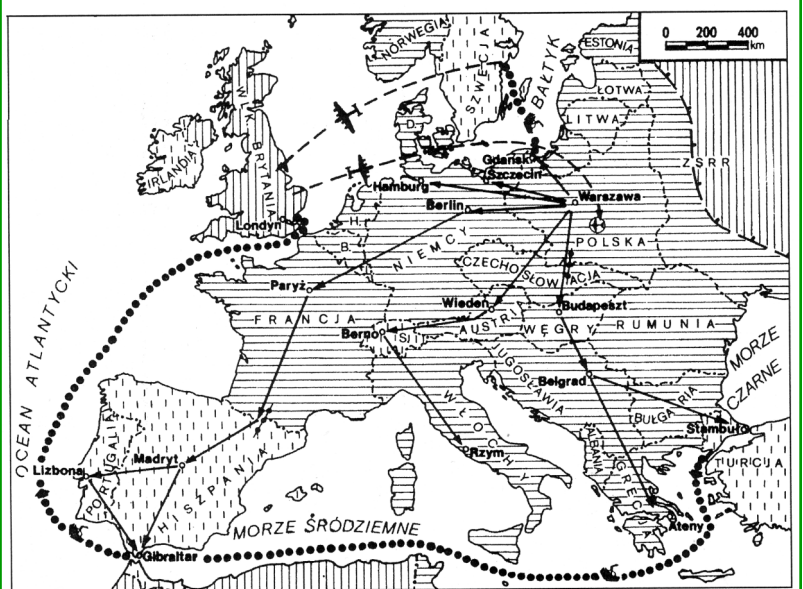 0 200 400
km
NORWEGIA
SZWECJA
BAŁTYK
ESTONIA
ŁOTWA
LITWA
ZSRR
WLK. BRYTANIA
IRLANDIA
D.
Gdańsk
Szczecin
Hamburg
Warszawa
Berlin
Londyn
H.
B.
POLSKA
NIEMCY
CZECHOSŁOWACJA
OCEAN ATLANTYCKI
Paryż
Wiedeń
Budapeszt
FRANCJA
AUSTRIA
WĘGRY
RUMUNIA
Berno
MORZE CZARNE
JUGOSŁAWIA
Belgrad
BUŁGARIA
Stambuł
WŁOCHY
ALBANIA
Rzym
GRECJA
TURCJA
Madryt
Lizbona
PORTUGALIA
HISZPANIA
Ateny
MORZE ŚRÓDZIEMNE
Gibraltar